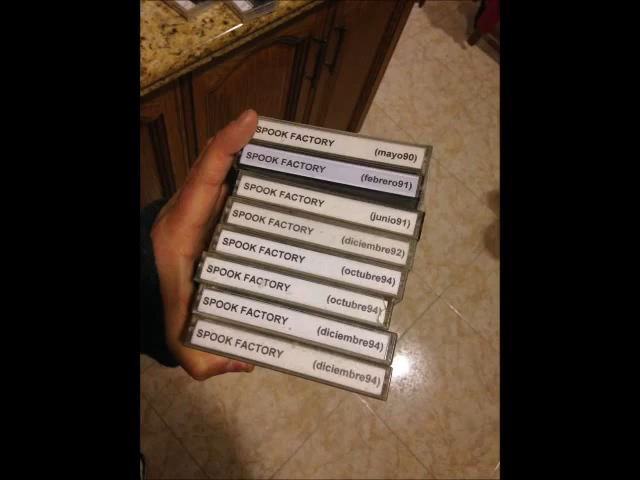 SPOOK FACTORY (mayo90)
SPOOK FACTORY (febrero91)
SPOOK FACTORY (junio91)
SPOOK FACTORY (diciembre92)
SPOOK FACTORY (octubre94)
SPOOK FACTORY (octubre94)
SPOOK FACTORY (diciembre94)
SPOOK FACTORY (diciembre94)